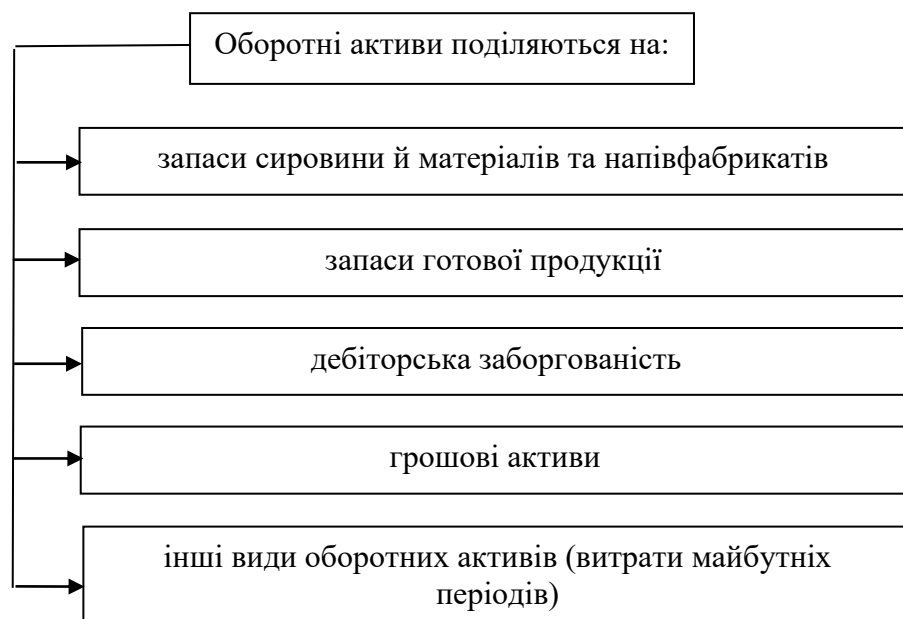 Оборотні активи поділяються на:
запаси сировини й матеріалів та напівфабрикатів
запаси готової продукції
дебіторська заборгованість
грошові активи
інші види оборотних активів (витрати майбутніх
періодів)